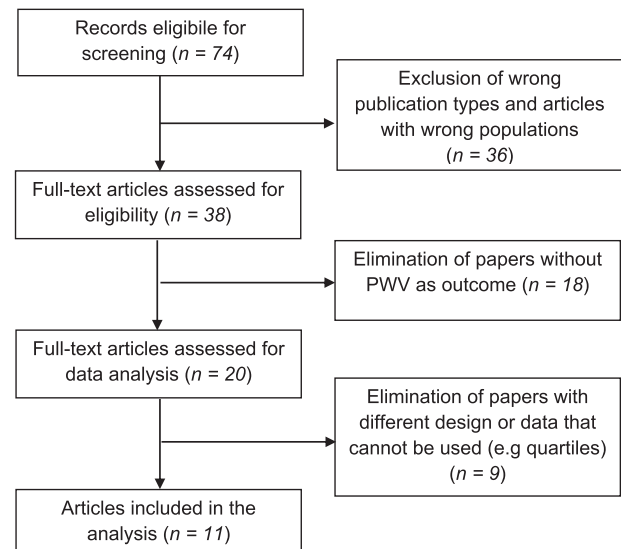 Records eligibile for
screening (n = 74)
Exclusion of wrong
publication types and articles
with wrong populations
(n = 36)
Full-text articles assessed for
eligibility (n = 38)
Elimination of papers without
PWV as outcome (n = 18)
Full-text articles assessed for
data analysis (n = 20)
Elimination of papers with
different design or data that
cannot be used (e.g quartiles)
(n = 9)
Articles included in the
analysis (n = 11)